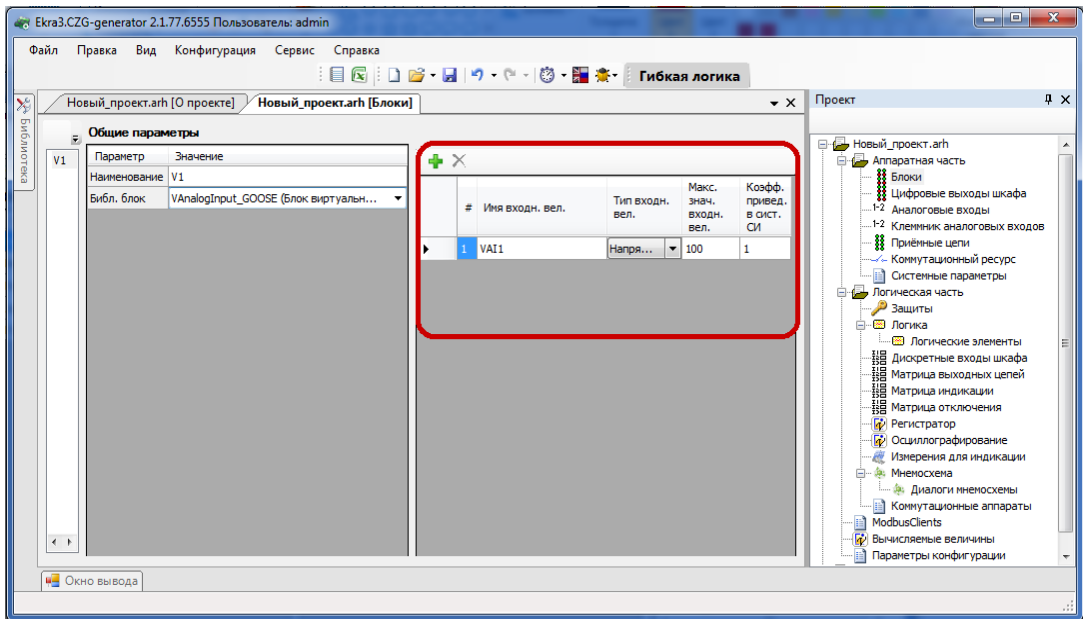 Ekra3.CZG-generator 2.1.77.6555 Пользователь: admin
Файл Правка Вид Конфигурация Сервис Справка
Гибкая логика
Библиотека
Новый_проект.arh [О проекте] Новый_проект.arh [Блоки]
Общие параметры
V1
Параметр Значение
Наименование V1
Библ. блок VAnalogInput_GOOSE (Блок виртуальн...
# Имя входн. вел. Тип входн. вел. Макс. знач. входн. вел. Коэфф. привед. в сист. СИ
1 VAI1 Напря... 100 1
Проект
Новый_проект.arh
Аппаратная часть
Блоки
Цифровые выходы шкафа
1-2 Аналоговые входы
1-2 Клеммник аналоговых входов
Приёмные цепи
Коммутационный ресурс
Системные параметры
Логическая часть
Защиты
Логика
Логические элементы
Дискретные входы шкафа
Матрица выходных цепей
Матрица индикации
Матрица отключения
Регистратор
Осциллографирование
Измерения для индикации
Мнемосхема
Диалоги мнемосхемы
Коммутационные аппараты
ModbusClients
Вычисляемые величины
Параметры конфигурации
Окно вывода